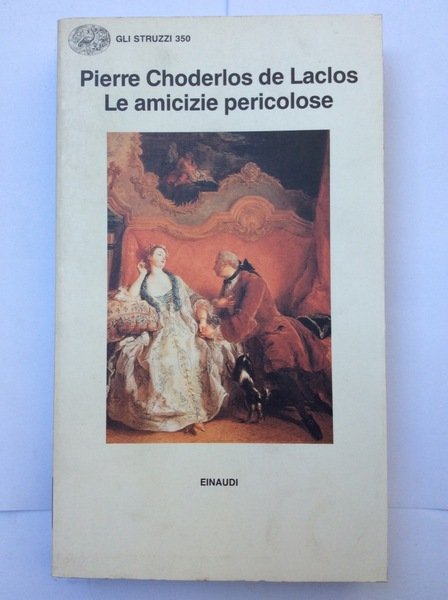 GLI STRUZZI 350
Pierre Choderlos de Laclos
Le amicizie pericolose
EINAUDI